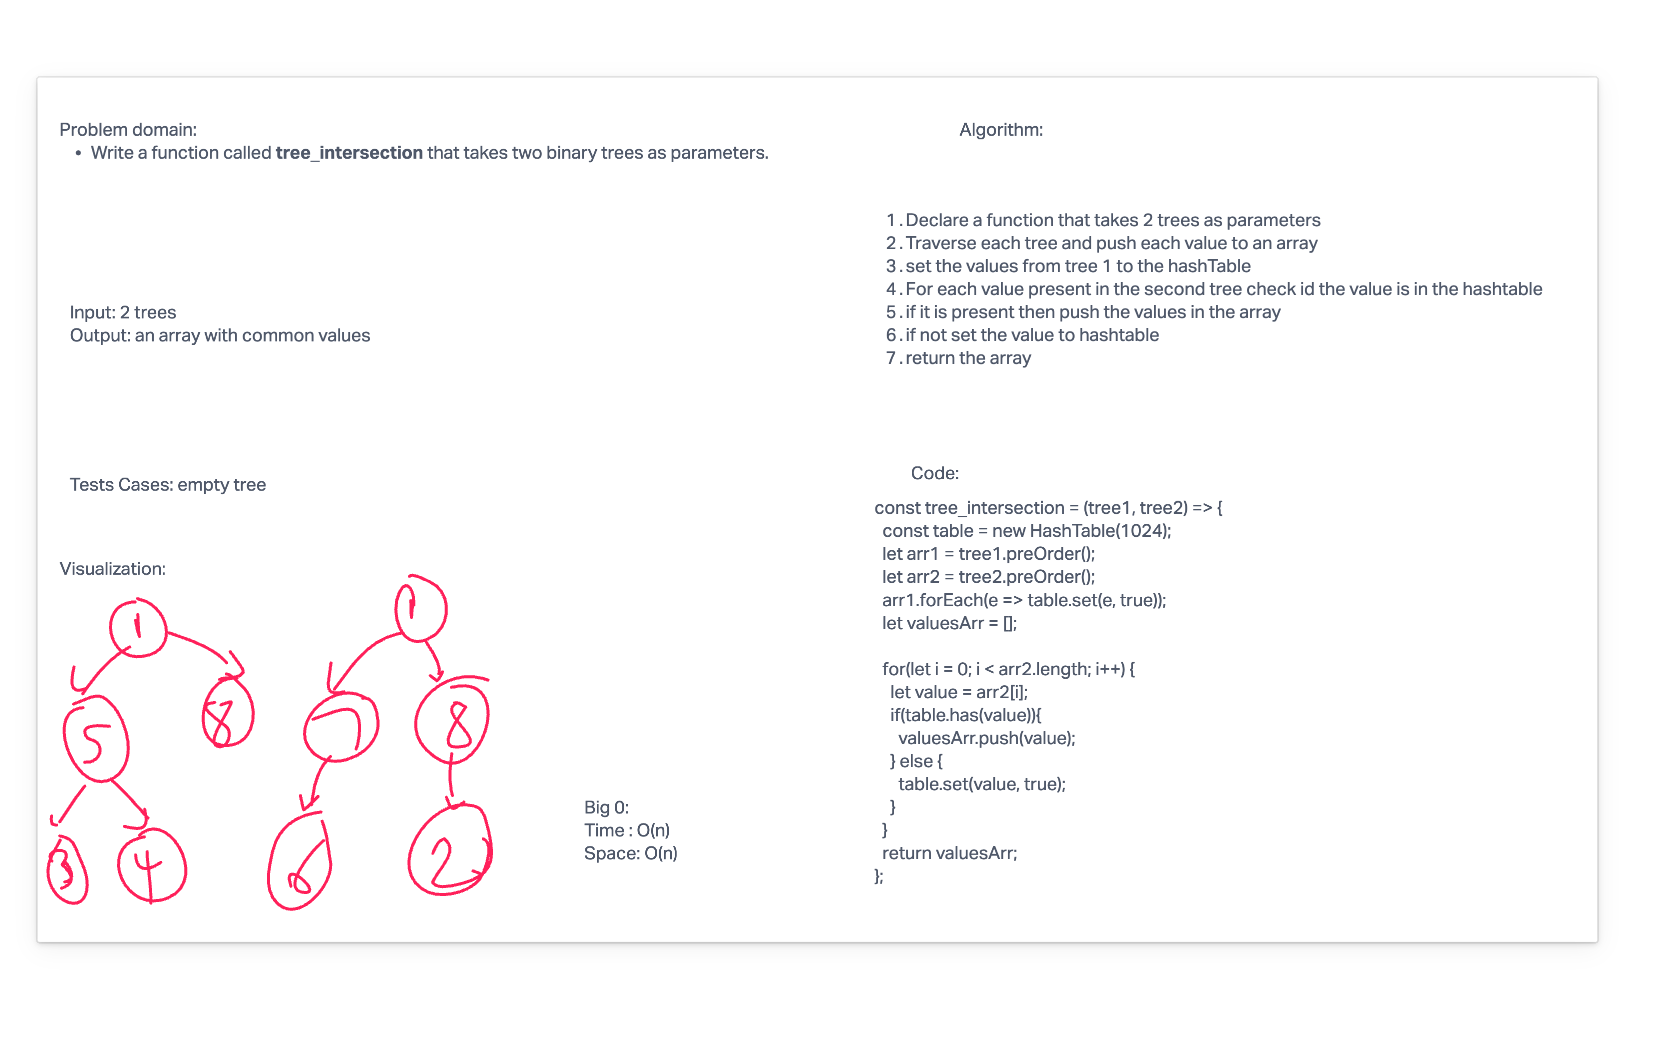 Problem domain:
• Write a function called tree_intersection that takes two binary trees as parameters.
Input: 2 trees
Output: an array with common values
Tests Cases: empty tree
Visualization:
1
5 8
3 4
1
7 8
6 2
Big 0:
Time : O(n)
Space: O(n)
Algorithm:
1. Declare a function that takes 2 trees as parameters
2. Traverse each tree and push each value to an array
3. set the values from tree 1 to the hashTable
4. For each value present in the second tree check id the value is in the hashtable
5. if it is present then push the values in the array
6. if not set the value to hashtable
7. return the array
Code:
const tree_intersection = (tree1, tree2) => {
const table = new HashTable(1024);
let arr1 = tree1.preOrder();
let arr2 = tree2.preOrder();
arr1.forEach(e => table.set(e, true));
let valuesArr = [];
for(let i = 0; i < arr2.length; i++) {
let value = arr2[i];
if(table.has(value)){
valuesArr.push(value);
} else {
table.set(value, true);
}
}
return valuesArr;
};